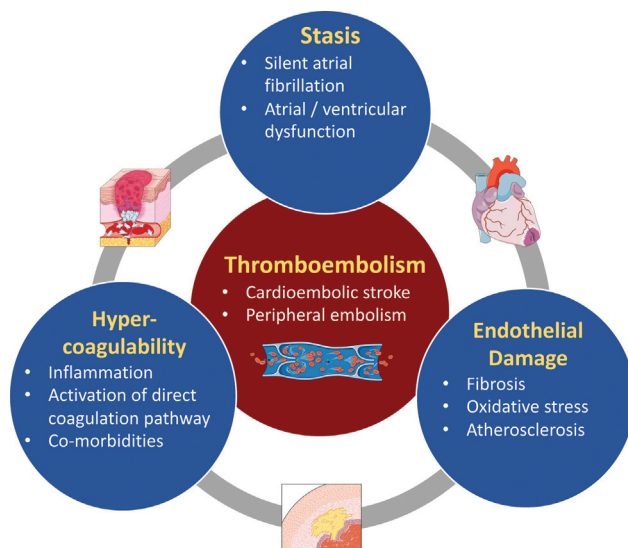 Stasis
• Silent atrial
fibrillation
• Atrial / ventricular
dysfunction
Thromboembolism
• Cardioembolic stroke
• Peripheral embolism
Hyper-
coagulability
• Inflammation
• Activation of direct
coagulation pathway
• Co-morbidities
Endothelial
Damage
• Fibrosis
• Oxidative stress
• Atherosclerosis